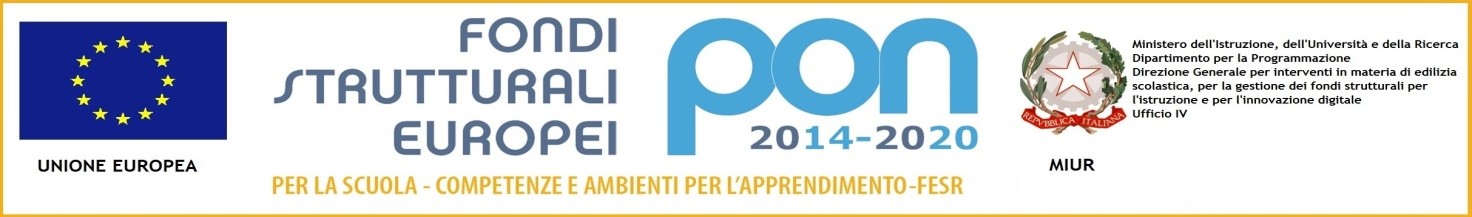 UNIONE EUROPEA
FONDI
STRUTTURALI
EUROPEI
pon
2014-2020
PER LA SCUOLA - COMPETENZE E AMBIENTI PER L'APPRENDIMENTO-FESR
REPVBBLICA ITALIANA
MIUR
Ministero dell'Istruzione, dell'Università e della Ricerca
Dipartimento per la Programmazione
Direzione Generale per interventi in materia di edilizia
scolastica, per la gestione dei fondi strutturali per
l'istruzione e per l'innovazione digitale
Ufficio IV